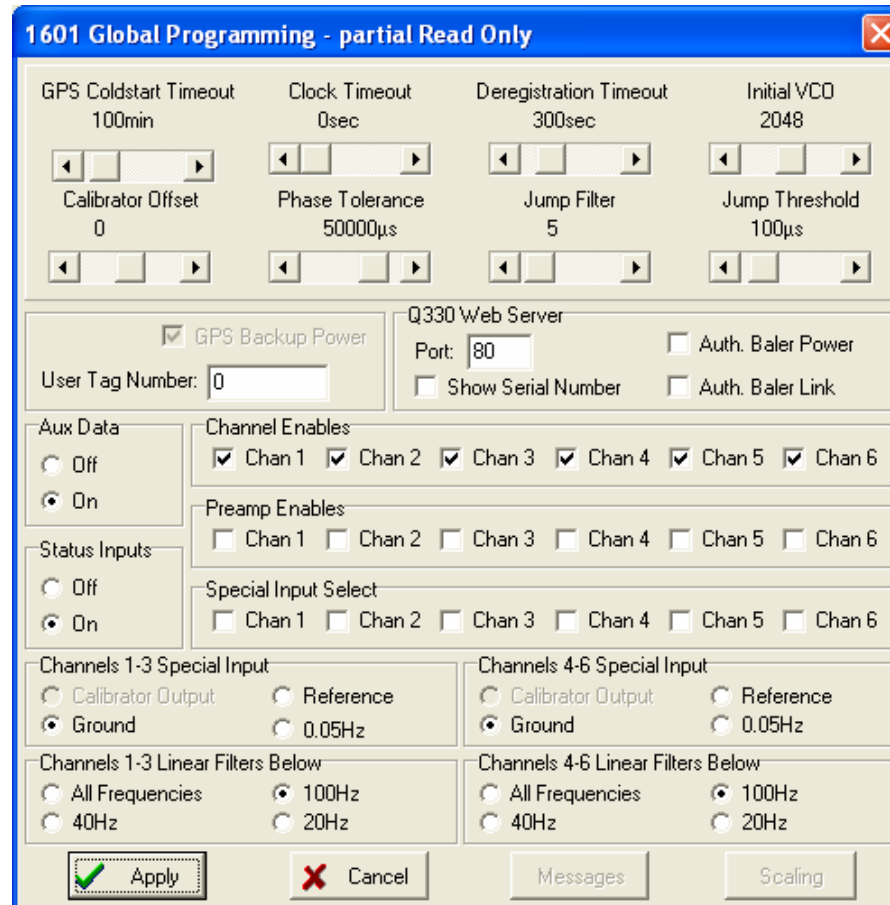 1601 Global Programming - partial Read Only
GPS Coldstart Timeout Clock Timeout Deregistration Timeout Initial VCO
100min 0sec 300sec 2048
Calibrator Offset Phase Tolerance Jump Filter Jump Threshold
0 50000µs 5 100µs
Q330 Web Server
GPS Backup Power Port: 80 Auth. Baler Power
User Tag Number: 0 Show Serial Number Auth. Baler Link
Aux Data Channel Enables
Off Chan 1 Chan 2 Chan 3 Chan 4 Chan 5 Chan 6
On
Preamp Enables
Chan 1 Chan 2 Chan 3 Chan 4 Chan 5 Chan 6
Status Inputs
Off Special Input Select
On Chan 1 Chan 2 Chan 3 Chan 4 Chan 5 Chan 6
Channels 1-3 Special Input Channels 4-6 Special Input
Calibrator Output Reference Calibrator Output Reference
Ground 0.05Hz Ground 0.05Hz
Channels 1-3 Linear Filters Below Channels 4-6 Linear Filters Below
All Frequencies 100Hz All Frequencies 100Hz
40Hz 20Hz 40Hz 20Hz
Apply Cancel Messages Scaling